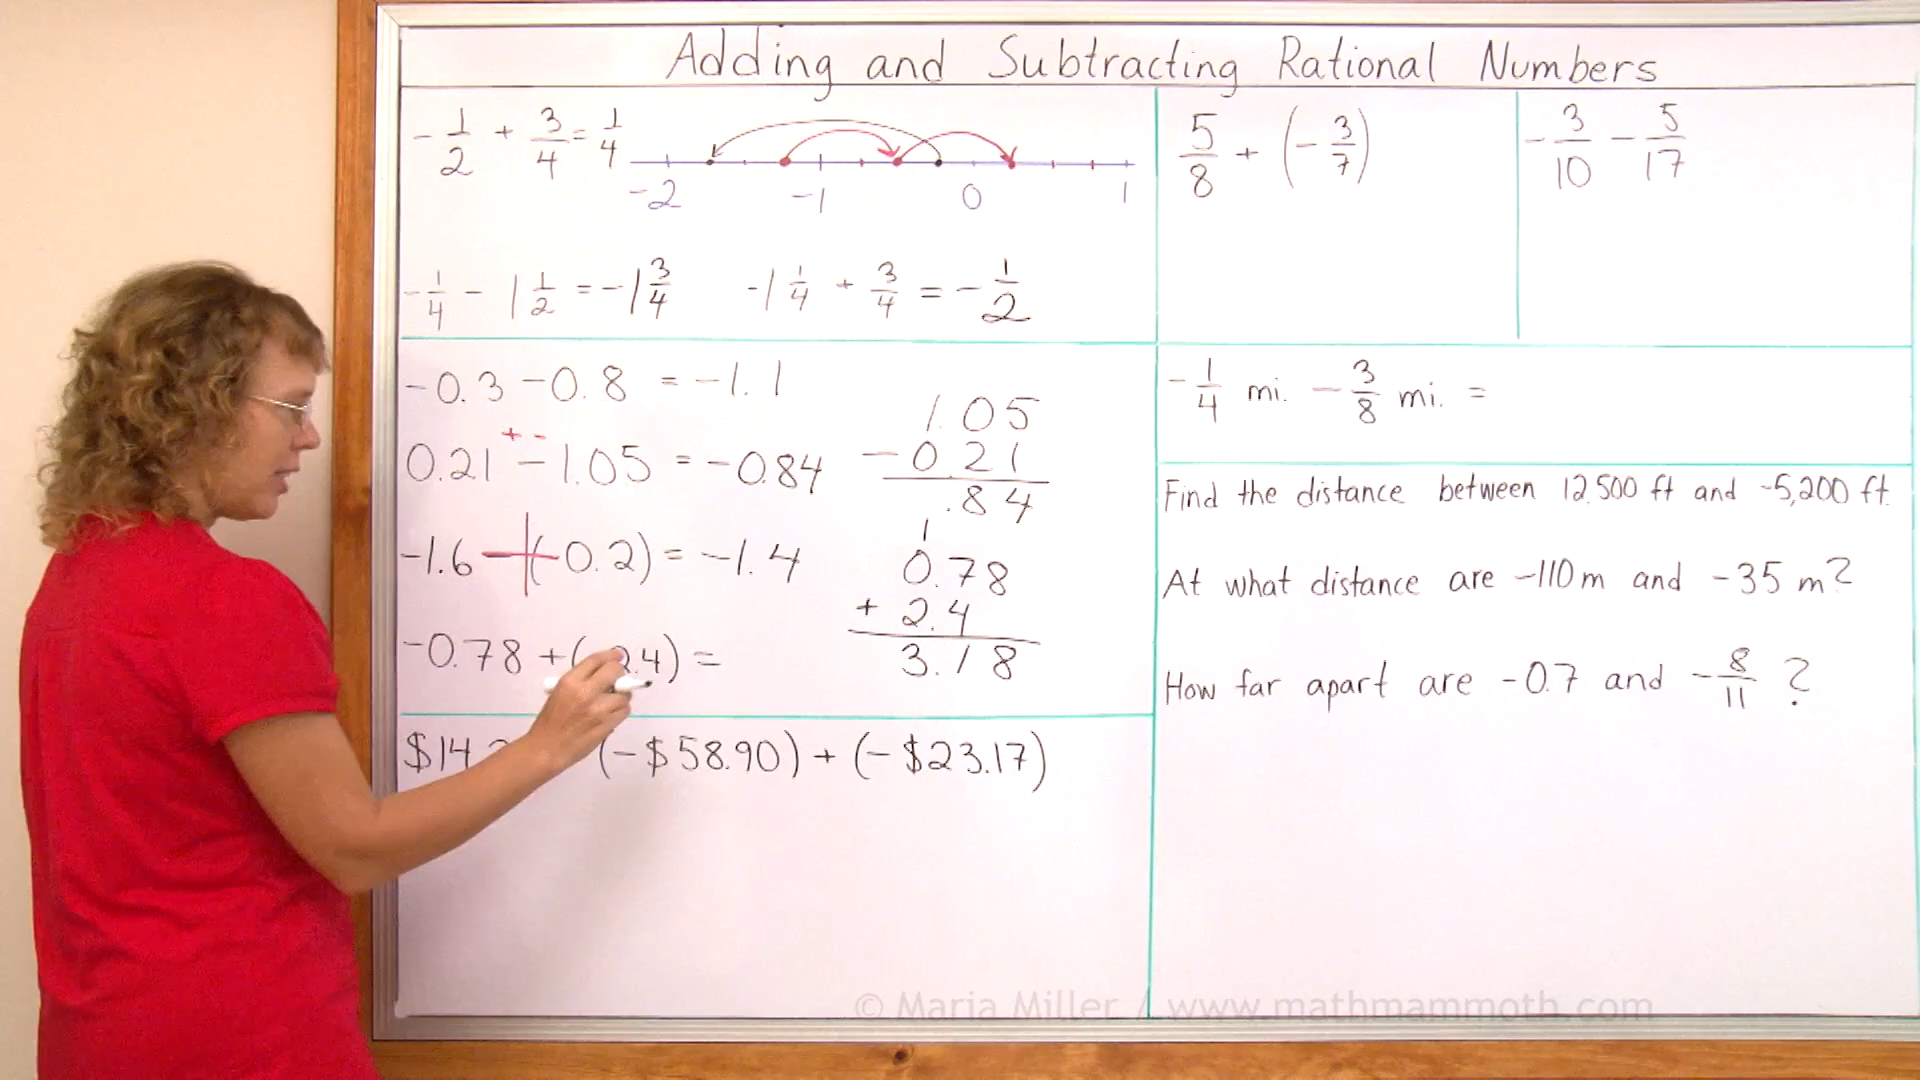 Adding and Subtracting Rational Numbers
-1/2 + 3/4 = 1/4
-2 -1 0 1
-1/4 - 1 1/2 = -1 3/4
-1 1/4 + 3/4 = -1/2
-0.3 - 0.8 = -1.1
+ -
0.21 - 1.05 = -0.84
1.05
- 0.21
.84
-1.6 - (-0.2) = -1.4
1
0.78
+ 2.4
3.18
-0.78 + ( 2.4) =
$14. (-$58.90) + (-$23.17)
5/8 + (-3/7)
-3/10 - 5/17
-1/4 mi. - 3/8 mi. =
Find the distance between 12,500 ft and -5,200 ft.
At what distance are -110 m and -35 m?
How far apart are -0.7 and -8/11 ?
© Maria Miller / www.mathmammoth.com